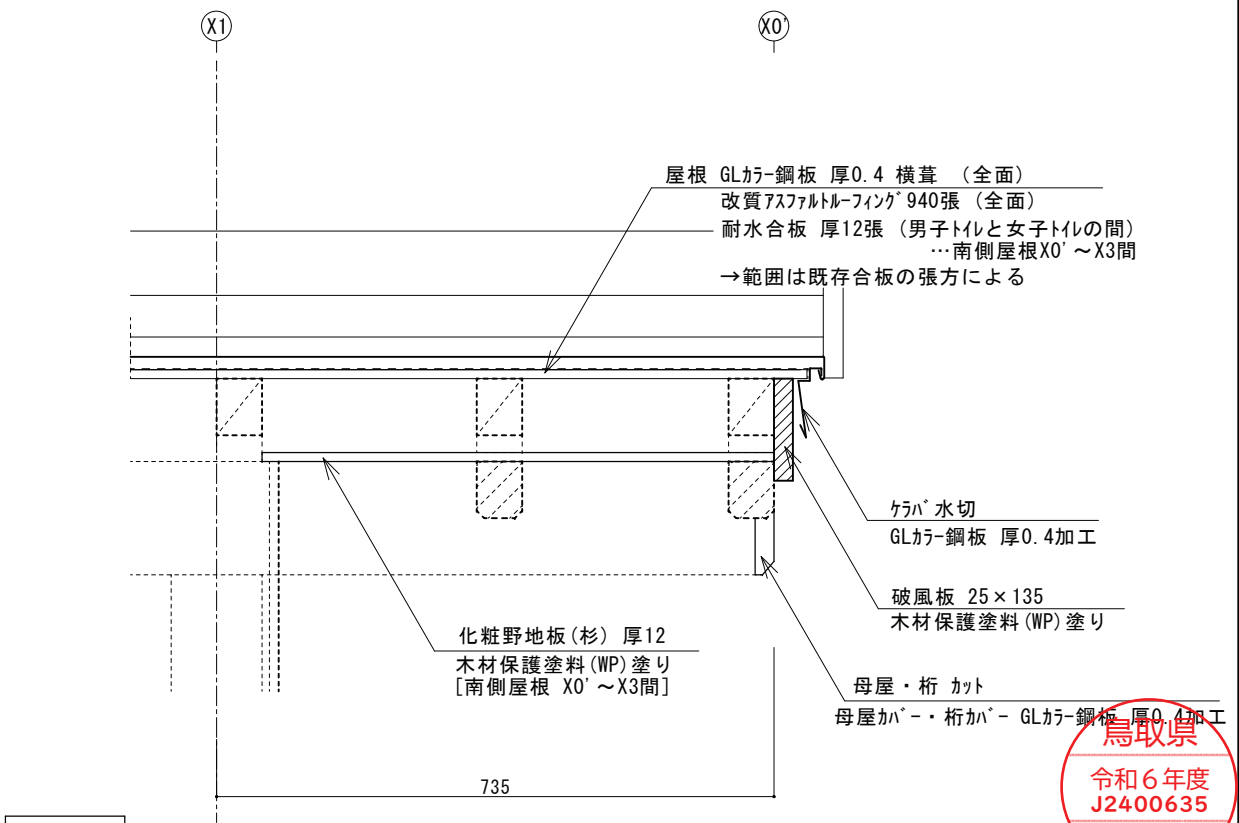 X1
X0'
屋根 GLｶﾗｰ鋼板 厚0.4 横葺 （全面）
改質ｱｽﾌｧﾙﾄﾙｰﾌｨﾝｸﾞ940張（全面）
耐水合板 厚12張（男子ﾄｲﾚと女子ﾄｲﾚの間）
…南側屋根X0'～X3間
→範囲は既存合板の張方による
ｹﾗﾊﾞ水切
GLｶﾗｰ鋼板 厚0.4加工
破風板 25×135
木材保護塗料(WP)塗り
化粧野地板(杉) 厚12
木材保護塗料(WP)塗り
[南側屋根 X0'～X3間]
母屋・桁 ｶｯﾄ
母屋ｶﾊﾞｰ・桁ｶﾊﾞｰ GLｶﾗｰ鋼板 厚0.4加工
735
鳥取県
令和６年度
J2400635